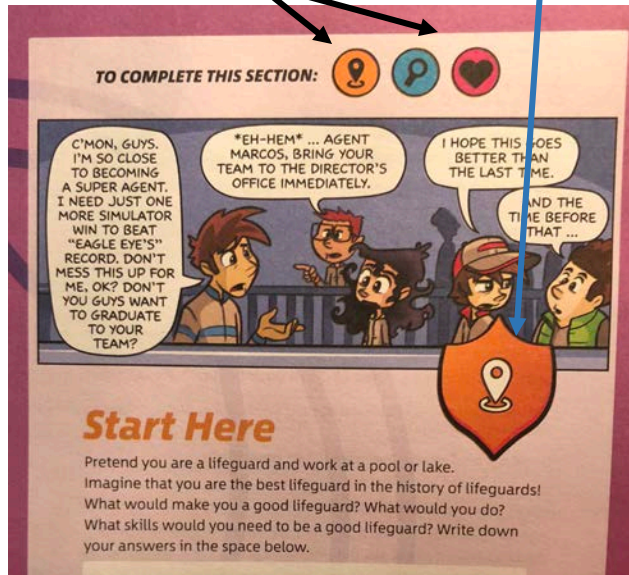 TO COMPLETE THIS SECTION:
C'MON, GUYS.
I'M SO CLOSE
TO BECOMING
A SUPER AGENT.
I NEED JUST ONE
MORE SIMULATOR
WIN TO BEAT
"EAGLE EYE'S"
RECORD. DON'T
MESS THIS UP FOR
ME, OK? DON'T
YOU GUYS WANT
TO GRADUATE
TO YOUR
TEAM?
*EH-HEM* ... AGENT
MARCOS, BRING YOUR
TEAM TO THE DIRECTOR'S
OFFICE IMMEDIATELY.
I HOPE THIS GOES
BETTER THAN
THE LAST TIME.
AND THE
TIME BEFORE
THAT ...
Start Here
Pretend you are a lifeguard and work at a pool or lake.
Imagine that you are the best lifeguard in the history of lifeguards!
What would make you a good lifeguard? What would you do?
What skills would you need to be a good lifeguard? Write down
your answers in the space below.